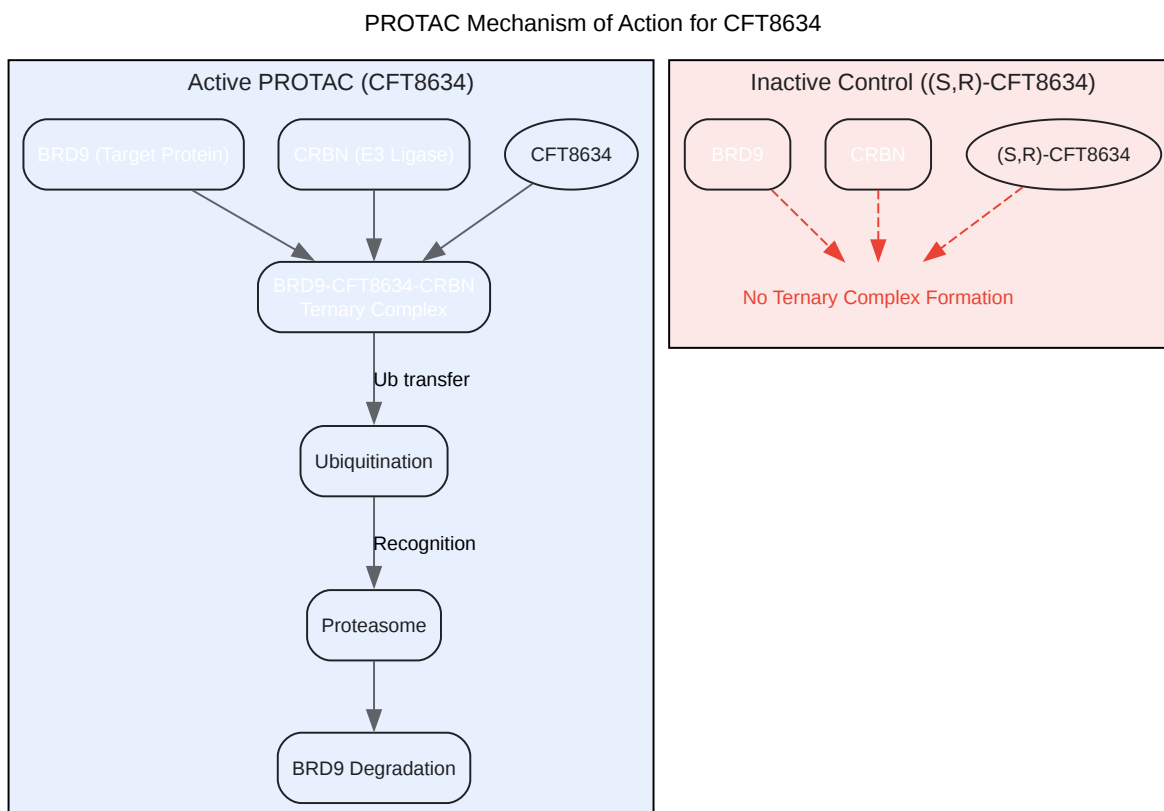 PROTAC Mechanism of Action for CFT8634
Active PROTAC (CFT8634)
BRD9 (Target Protein)
CRBN (E3 Ligase)
CFT8634
BRD9-CFT8634-CRBN
Ternary Complex
Ub transfer
Ubiquitination
Recognition
Proteasome
BRD9 Degradation
Inactive Control ((S,R)-CFT8634)
BRD9
CRBN
(S,R)-CFT8634
No Ternary Complex Formation